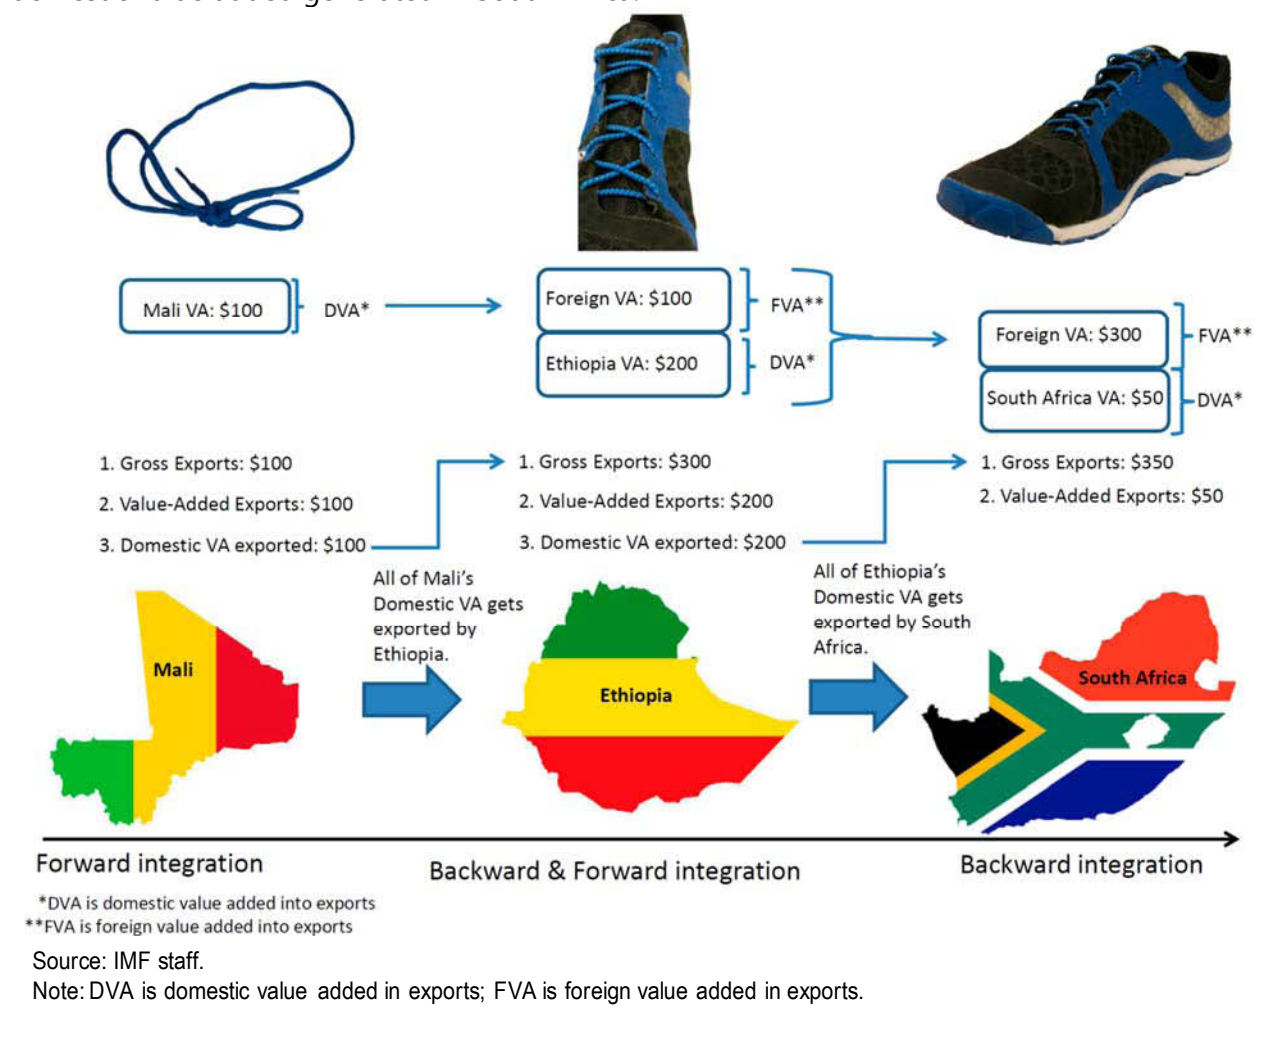 Mali VA: $100
DVA*
Foreign VA: $100
FVA**
Ethiopia VA: $200
DVA*
Foreign VA: $300
FVA**
South Africa VA: $50
DVA*
1. Gross Exports: $100
2. Value-Added Exports: $100
3. Domestic VA exported: $100
1. Gross Exports: $300
2. Value-Added Exports: $200
3. Domestic VA exported: $200
1. Gross Exports: $350
2. Value-Added Exports: $50
All of Mali's
Domestic VA gets
exported by
Ethiopia.
All of Ethiopia's
Domestic VA gets
exported by South
Africa.
Mali
Ethiopia
South Africa
Forward integration
Backward & Forward integration
Backward integration
*DVA is domestic value added into exports
**FVA is foreign value added into exports
Source: IMF staff.
Note: DVA is domestic value added in exports; FVA is foreign value added in exports.